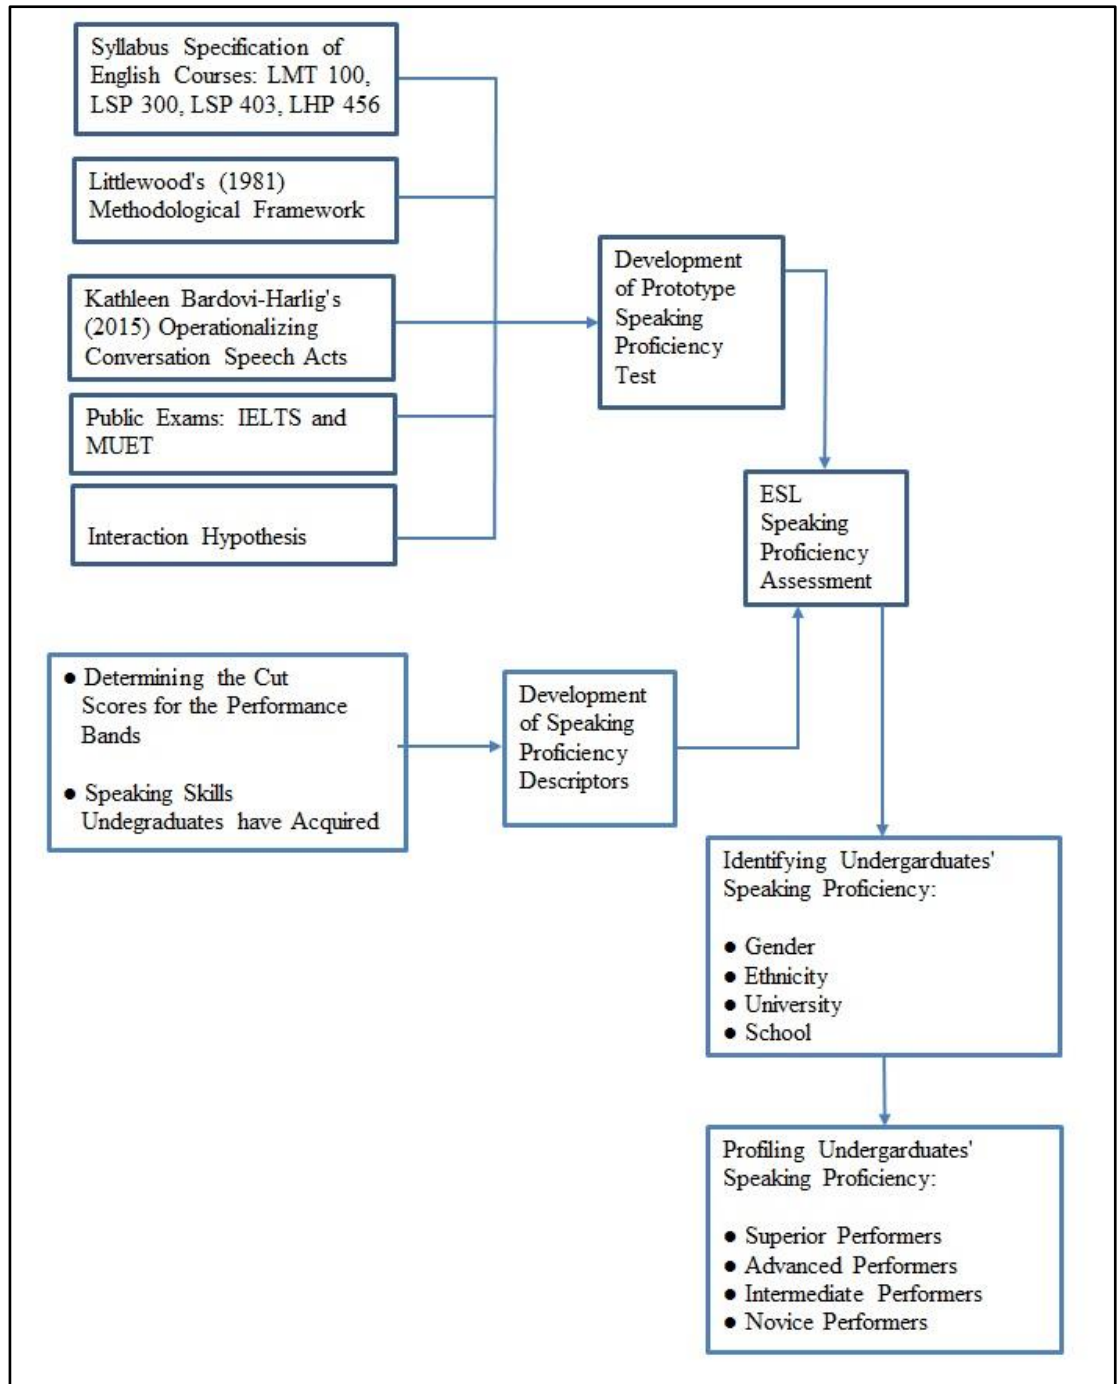 Syllabus Specification of
English Courses: LMT 100,
LSP 300, LSP 403, LHP 456
Littlewood's (1981)
Methodological Framework
Kathleen Bardovi-Harlig's
(2015) Operationalizing
Conversation Speech Acts
Public Exams: IELTS and
MUET
Interaction Hypothesis
Development
of Prototype
Speaking
Proficiency
Test
ESL
Speaking
Proficiency
Assessment
● Determining the Cut
Scores for the Performance
Bands
● Speaking Skills
Undegraduates have Acquired
Development
of Speaking
Proficiency
Descriptors
Identifying Undergarduates'
Speaking Proficiency:
● Gender
● Ethnicity
● University
● School
Profiling Undergarduates'
Speaking Proficiency:
● Superior Performers
● Advanced Performers
● Intermediate Performers
● Novice Performers